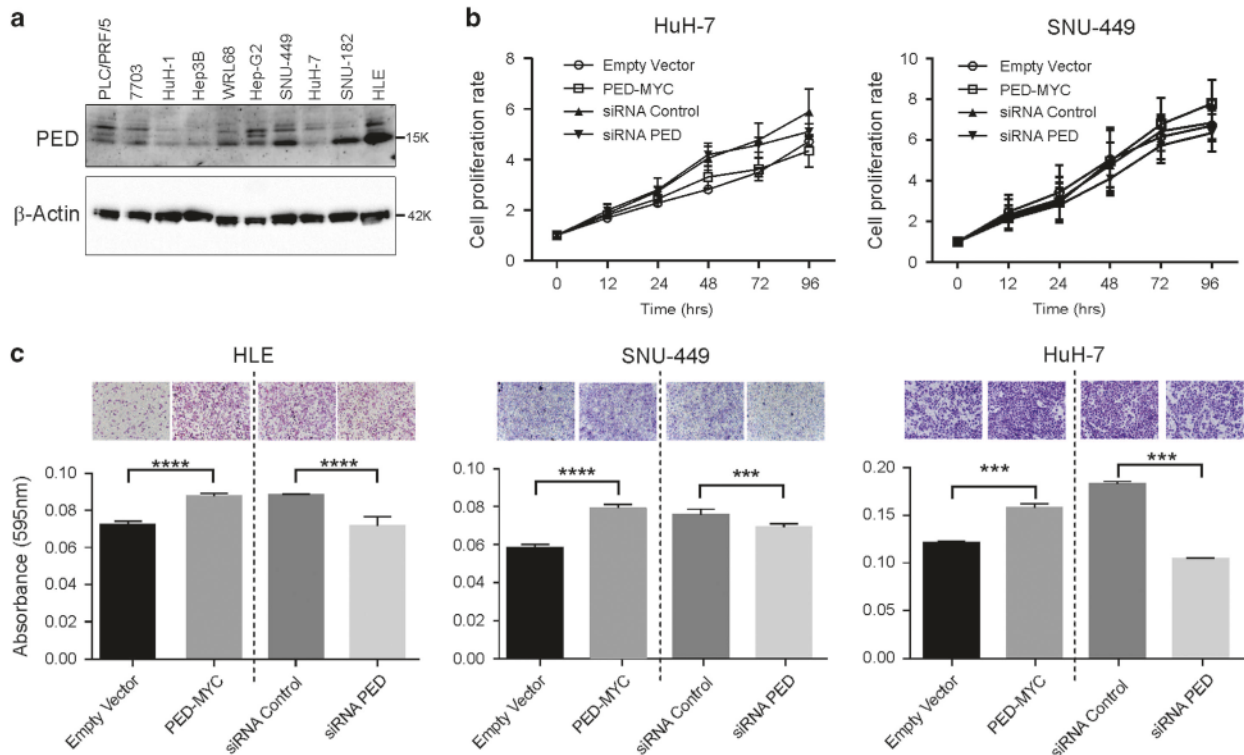 a
PLC/PRF/5
7703
HuH-1
Hep3B
WRL68
Hep-G2
SNU-449
HuH-7
SNU-182
HLE
PED
15K
β-Actin
42K
b
HuH-7
Cell proliferation rate
8
6
4
2
0
Empty Vector
PED-MYC
siRNA Control
siRNA PED
0 12 24 48 72 96
Time (hrs)
SNU-449
Cell proliferation rate
10
8
6
4
2
0
Empty Vector
PED-MYC
siRNA Control
siRNA PED
0 12 24 48 72 96
Time (hrs)
c
HLE
Absorbance (595nm)
0.10
0.08
0.06
0.04
0.02
0.00
**** ****
Empty Vector
PED-MYC
siRNA Control
siRNA PED
SNU-449
0.10
0.08
0.06
0.04
0.02
0.00
**** ***
Empty Vector
PED-MYC
siRNA Control
siRNA PED
HuH-7
0.20
0.15
0.10
0.05
0.00
*** ***
Empty Vector
PED-MYC
siRNA Control
siRNA PED